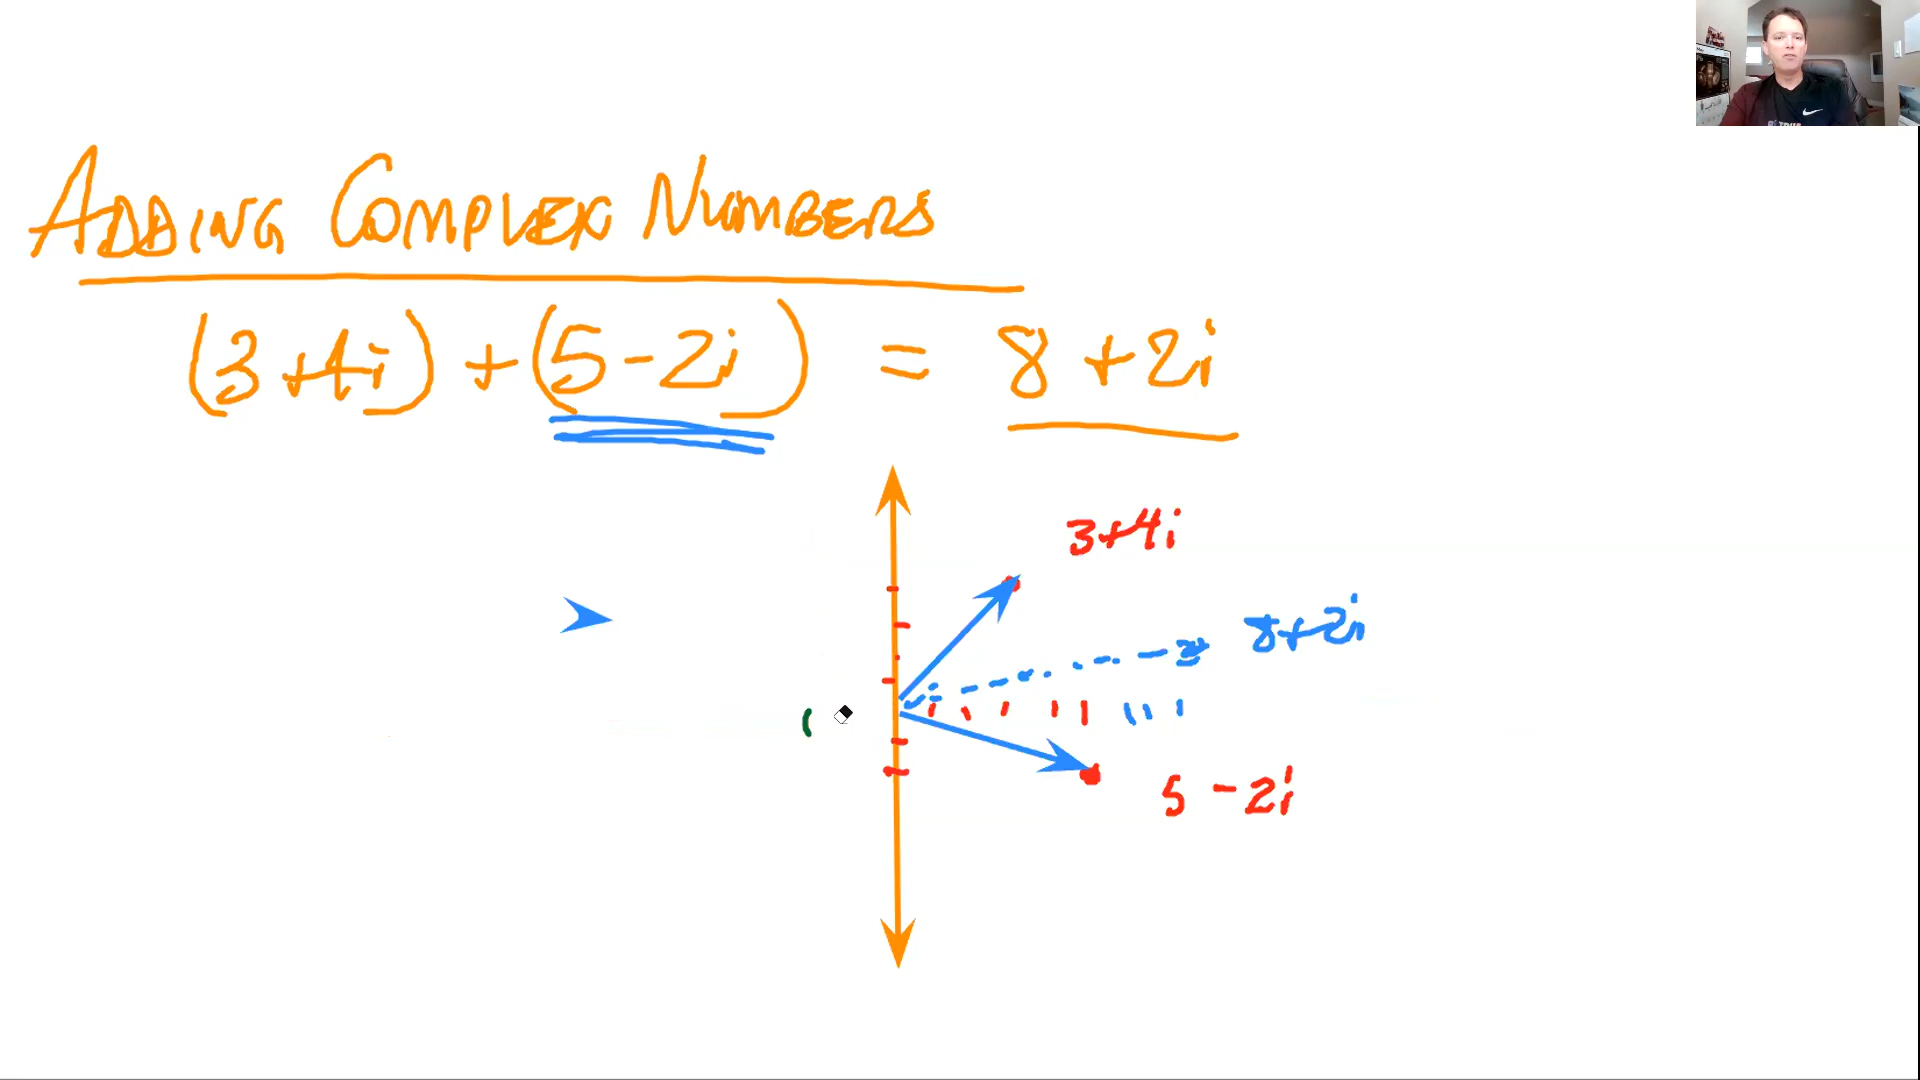 ADDING COMPLEX NUMBERS
(3+4i) + (5-2i) = 8+2i
3+4i
8+2i
5-2i